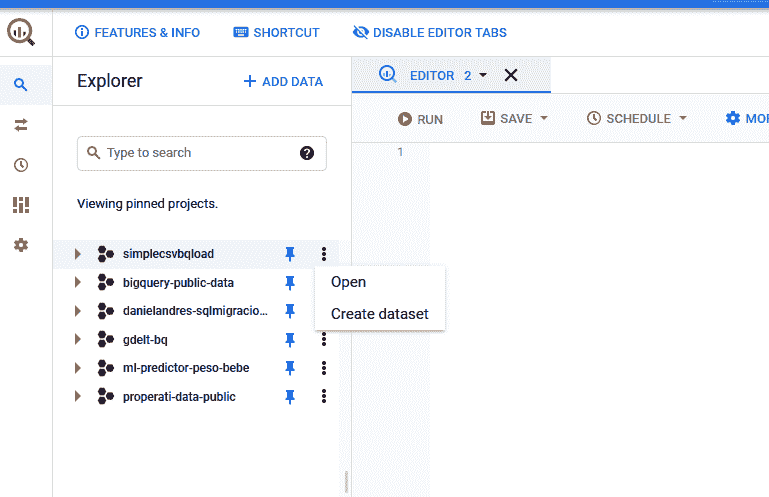 FEATURES & INFO SHORTCUT DISABLE EDITOR TABS
Explorer + ADD DATA
EDITOR 2
RUN SAVE SCHEDULE MOR
Type to search
1
Viewing pinned projects.
simplecsvbqload
bigquery-public-data
danielandres-sqlmigracio...
gdelt-bq
ml-predictor-peso-bebe
properati-data-public
Open
Create dataset